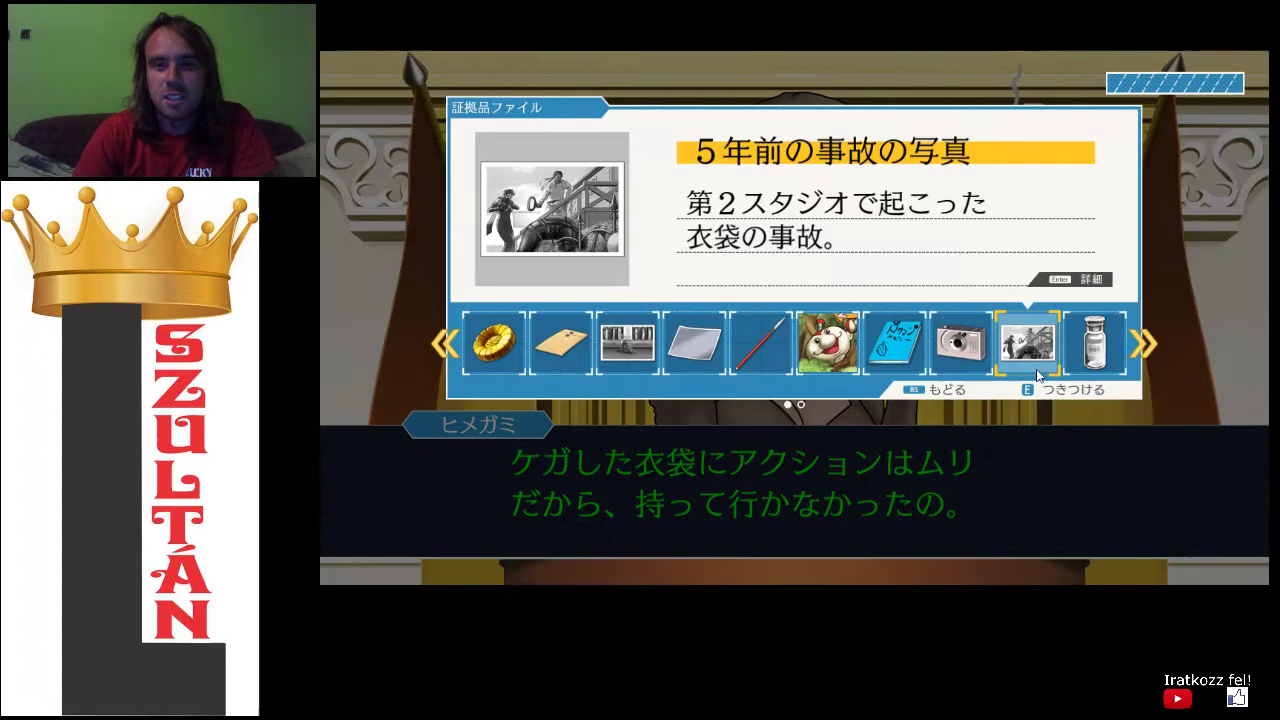 LUCKY
SZULTÁN
証拠品ファイル
5年前の事故の写真
第2スタジオで起こった
衣袋の事故。
Enter 詳細
BS もどる
E つきつける
ヒメガミ
ケガした衣袋にアクションはムリ
だから、持って行かなかったの。
Iratkozz fel!